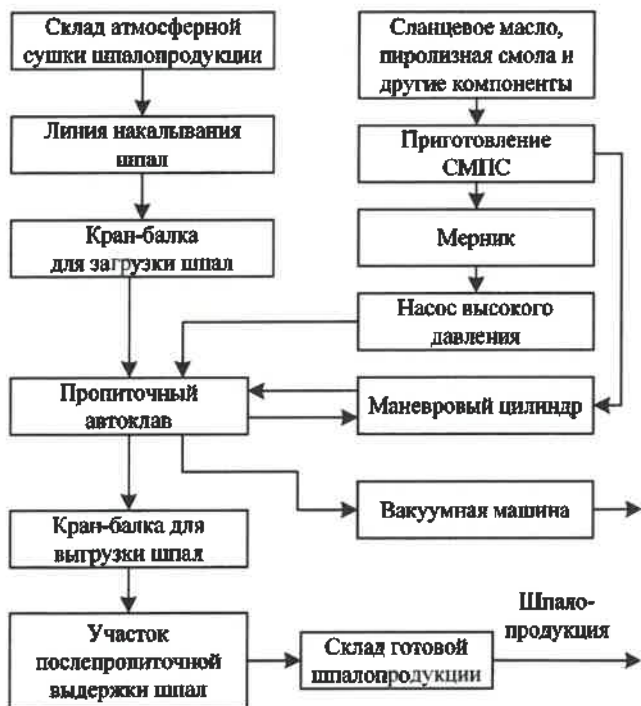 Склад атмосферной
сушки шпалопродукции
Сланцевое масло,
пиролизная смола и
другие компоненты
Линия накалывания
шпал
Приготовление
СМПС
Кран-балка
для загрузки шпал
Мерник
Насос высокого
давления
Пропиточный
автоклав
Маневровый цилиндр
Кран-балка для
выгрузки шпал
Вакуумная машина
Участок
послепропиточной
выдержки шпал
Склад готовой
шпалопродукции
Шпало-
продукция